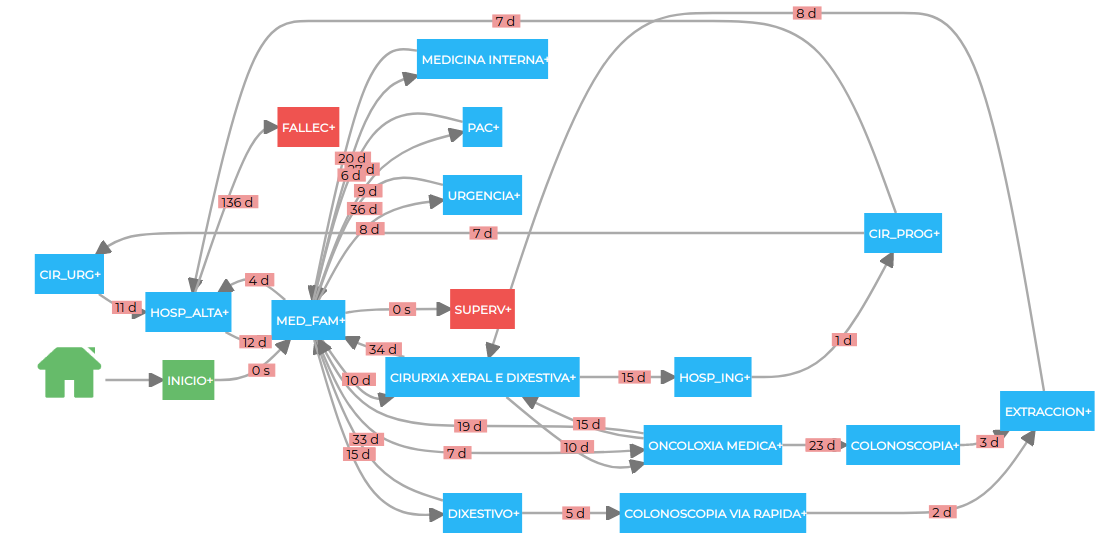 8 d
7 d
MEDICINA INTERNA+
FALLEC+
PAC+
20 d
27 d
6 d
9 d
URGENCIA+
136 d
36 d
8 d
7 d
CIR_PROG+
CIR_URG+
4 d
11 d
HOSP_ALTA+
MED_FAM+
0 s
SUPERV+
12 d
34 d
1 d
INICIO+
0 s
10 d
CIRURXIA XERAL E DIXESTIVA+
15 d
HOSP_ING+
EXTRACCION+
19 d
15 d
33 d
15 d
7 d
10 d
ONCOLOXIA MEDICA+
23 d
COLONOSCOPIA+
3 d
DIXESTIVO+
5 d
COLONOSCOPIA VIA RAPIDA+
2 d